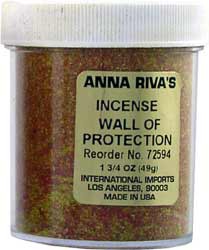 ANNA RIVA'S
INCENSE
WALL OF
PROTECTION
Reorder No. 72594
1 3/4 OZ (49g)
INTERNATIONAL IMPORTS
LOS ANGELES, 90003
MADE IN USA